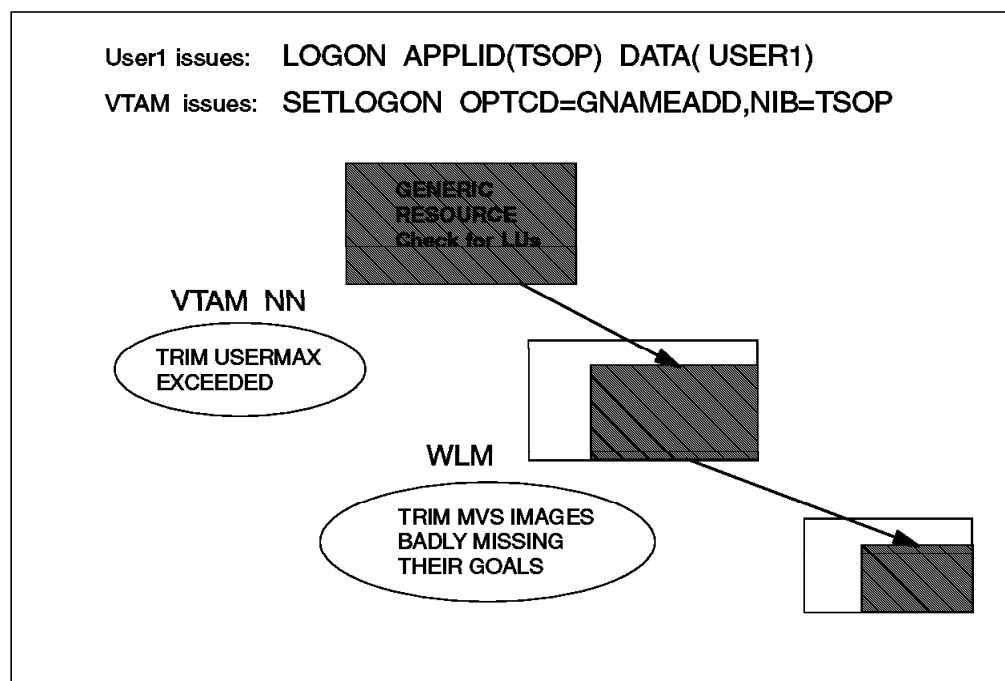 User1 issues: LOGON APPLID(TSOP) DATA( USER1)
VTAM issues: SETLOGON OPTCD=GNAMEADD,NIB=TSOP
GENERIC
RESOURCE
Check for LUs
VTAM NN
TRIM USERMAX
EXCEEDED
WLM
TRIM MVS IMAGES
BADLY MISSING
THEIR GOALS